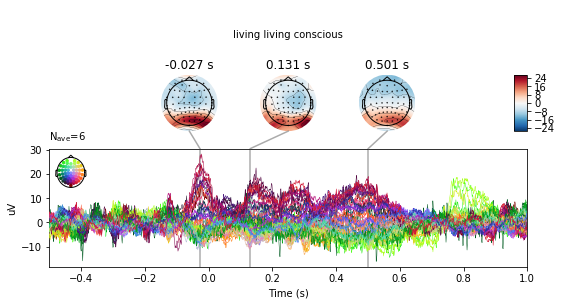 living living conscious
-0.027 s 0.131 s 0.501 s
24
16
8
0
−8
−16
−24
Nave=6
30
20
10
0
−10
uV
−0.4 −0.2 0.0 0.2 0.4 0.6 0.8 1.0
Time (s)